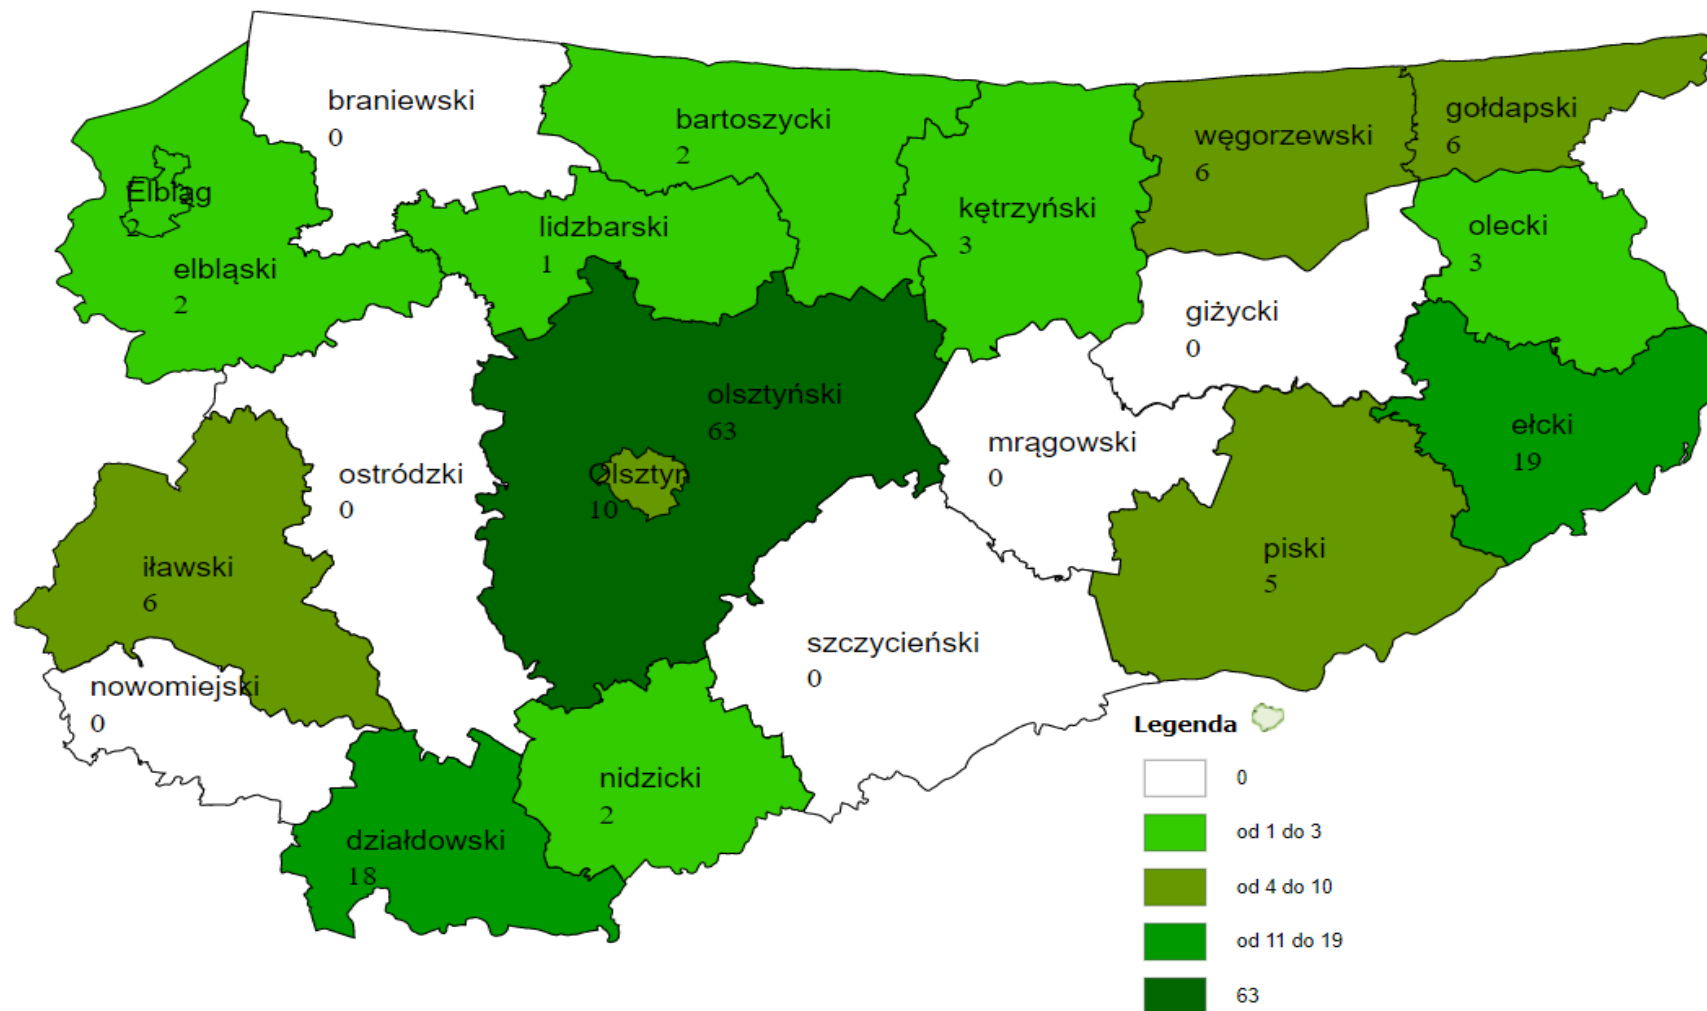 braniewski
0
bartoszycki
2
węgorzewski
6
gołdapski
6
Elbląg
2
elbląski
2
lidzbarski
1
kętrzyński
3
olecki
3
giżycki
0
olsztyński
63
Olsztyn
10
mrągowski
0
ełcki
19
ostródzki
0
iławski
6
piski
5
szczycieński
0
nowomiejski
0
nidzicki
2
działdowski
18
Legenda
0
od 1 do 3
od 4 do 10
od 11 do 19
63